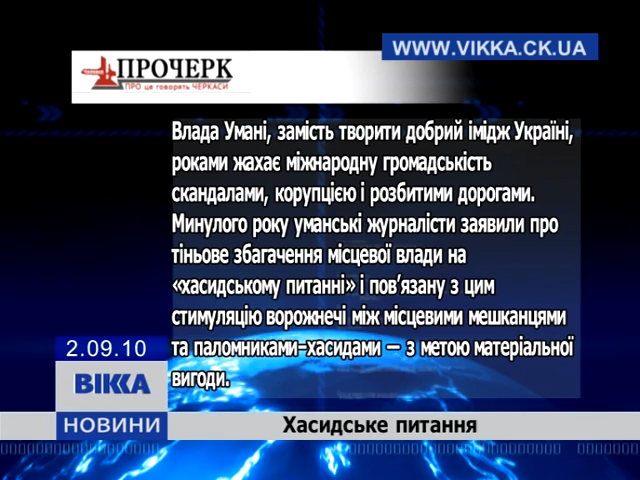 WWW.VIKKA.CK.UA
ПРОЧЕРК
ПРО це говорять ЧЕРКАСИ
Влада Умані, замість творити добрий імідж Україні,
роками жахає міжнародну громадськість
скандалами, корупцією і розбитими дорогами.
Минулого року уманські журналісти заявили про
тіньове збагачення місцевої влади на
«хасидському питанні» і пов’язану з цим
стимуляцію ворожнечі між місцевими мешканцями
та паломниками-хасидами – з метою матеріальної
вигоди.
2.09.10
ВІККА
НОВИНИ
Хасидське питання